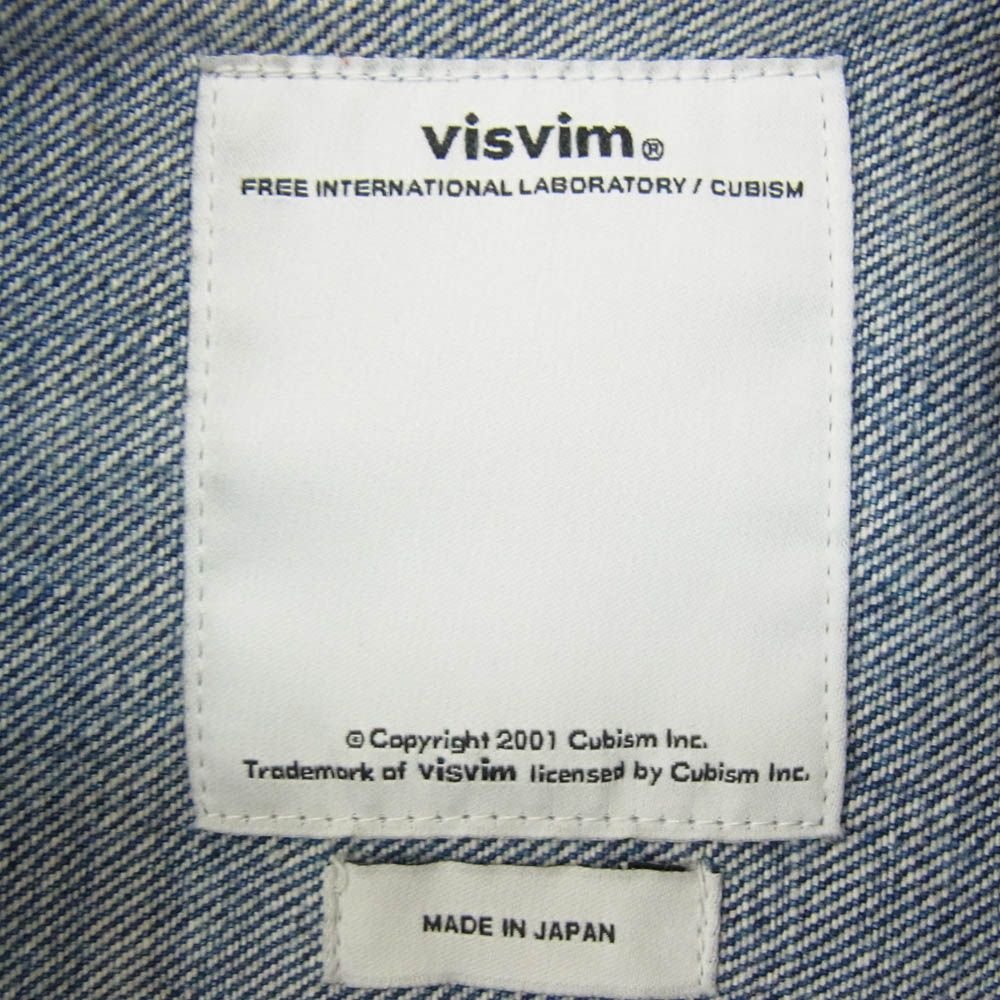 visvim®
FREE INTERNATIONAL LABORATORY / CUBISM
© Copyright 2001 Cubism Inc.
Trademark of visvim licensed by Cubism Inc.
MADE IN JAPAN